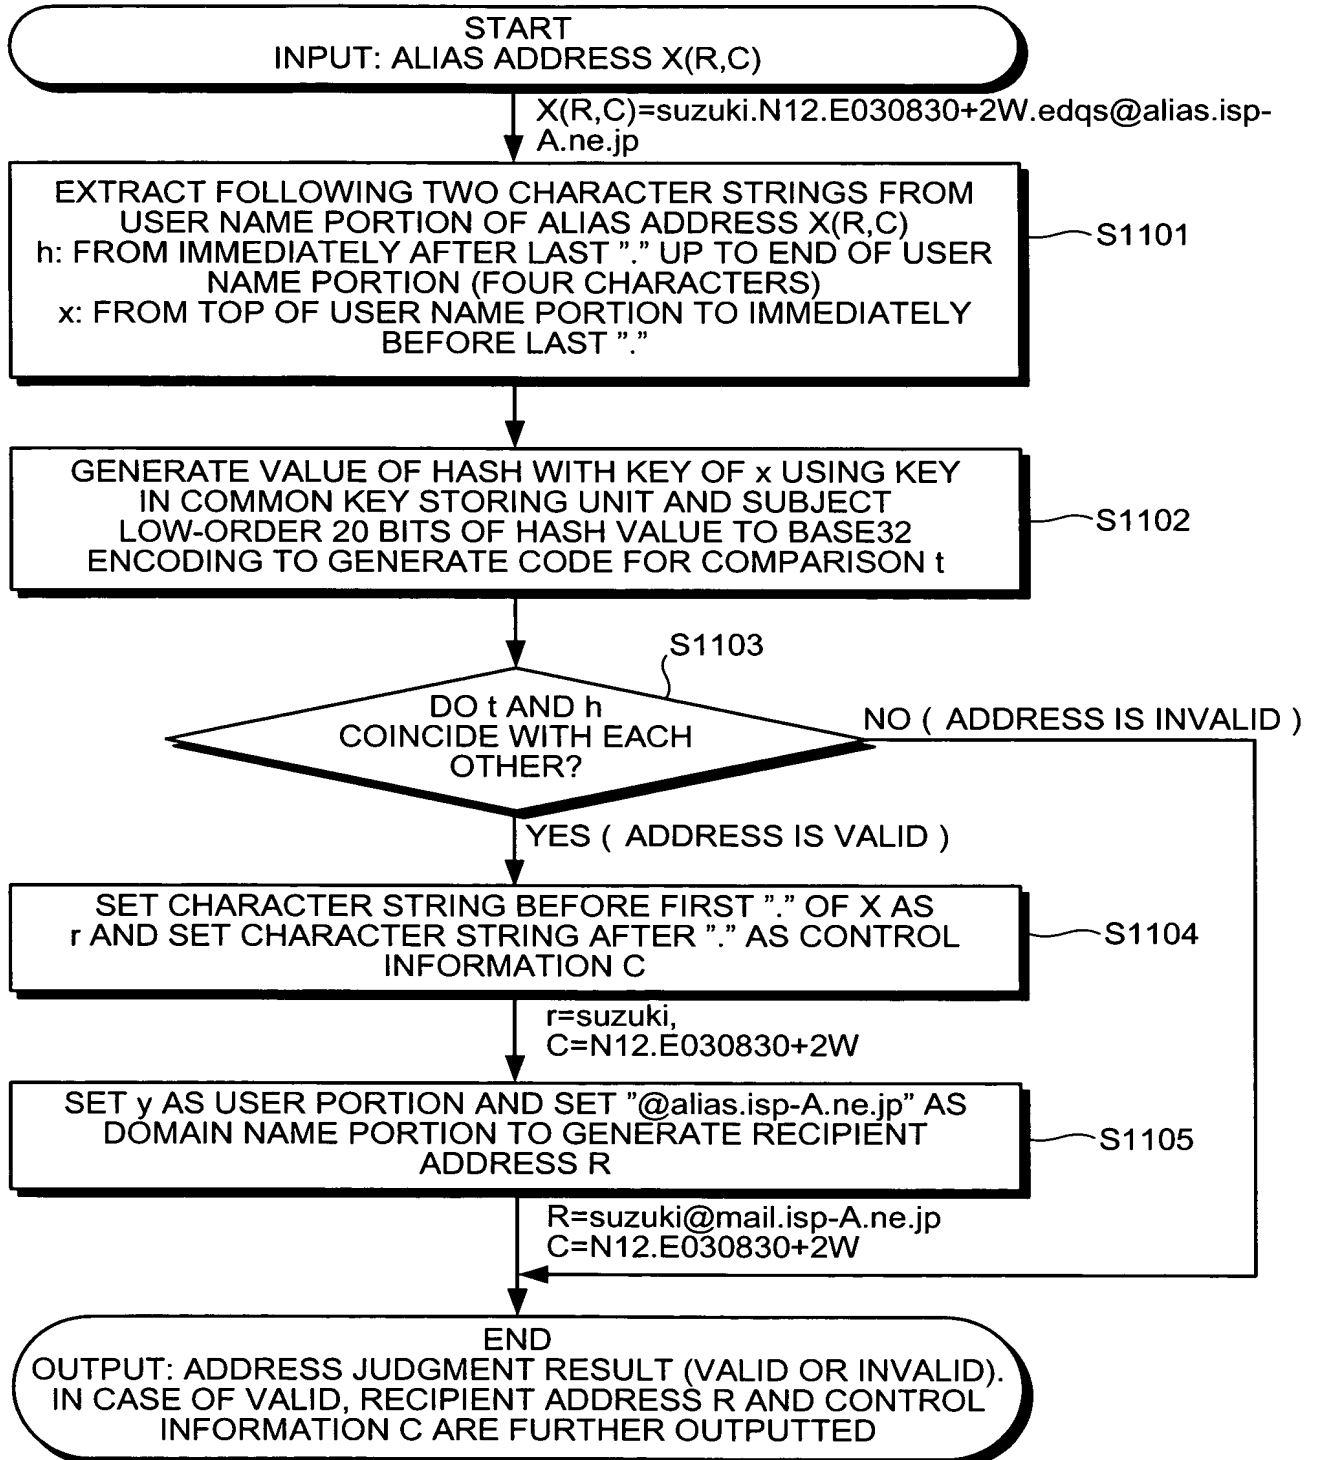 START
INPUT: ALIAS ADDRESS X(R,C)
X(R,C)=suzuki.N12.E030830+2W.edqs@alias.isp-
A.ne.jp
EXTRACT FOLLOWING TWO CHARACTER STRINGS FROM
USER NAME PORTION OF ALIAS ADDRESS X(R,C)
h: FROM IMMEDIATELY AFTER LAST "." UP TO END OF USER
NAME PORTION (FOUR CHARACTERS)
x: FROM TOP OF USER NAME PORTION TO IMMEDIATELY
BEFORE LAST "."
S1101
GENERATE VALUE OF HASH WITH KEY OF x USING KEY
IN COMMON KEY STORING UNIT AND SUBJECT
LOW-ORDER 20 BITS OF HASH VALUE TO BASE32
ENCODING TO GENERATE CODE FOR COMPARISON t
S1102
S1103
DO t AND h
COINCIDE WITH EACH
OTHER?
NO ( ADDRESS IS INVALID )
YES ( ADDRESS IS VALID )
SET CHARACTER STRING BEFORE FIRST "." OF X AS
r AND SET CHARACTER STRING AFTER "." AS CONTROL
INFORMATION C
S1104
r=suzuki,
C=N12.E030830+2W
SET y AS USER PORTION AND SET "@alias.isp-A.ne.jp" AS
DOMAIN NAME PORTION TO GENERATE RECIPIENT
ADDRESS R
S1105
R=suzuki@mail.isp-A.ne.jp
C=N12.E030830+2W
END
OUTPUT: ADDRESS JUDGMENT RESULT (VALID OR INVALID).
IN CASE OF VALID, RECIPIENT ADDRESS R AND CONTROL
INFORMATION C ARE FURTHER OUTPUTTED